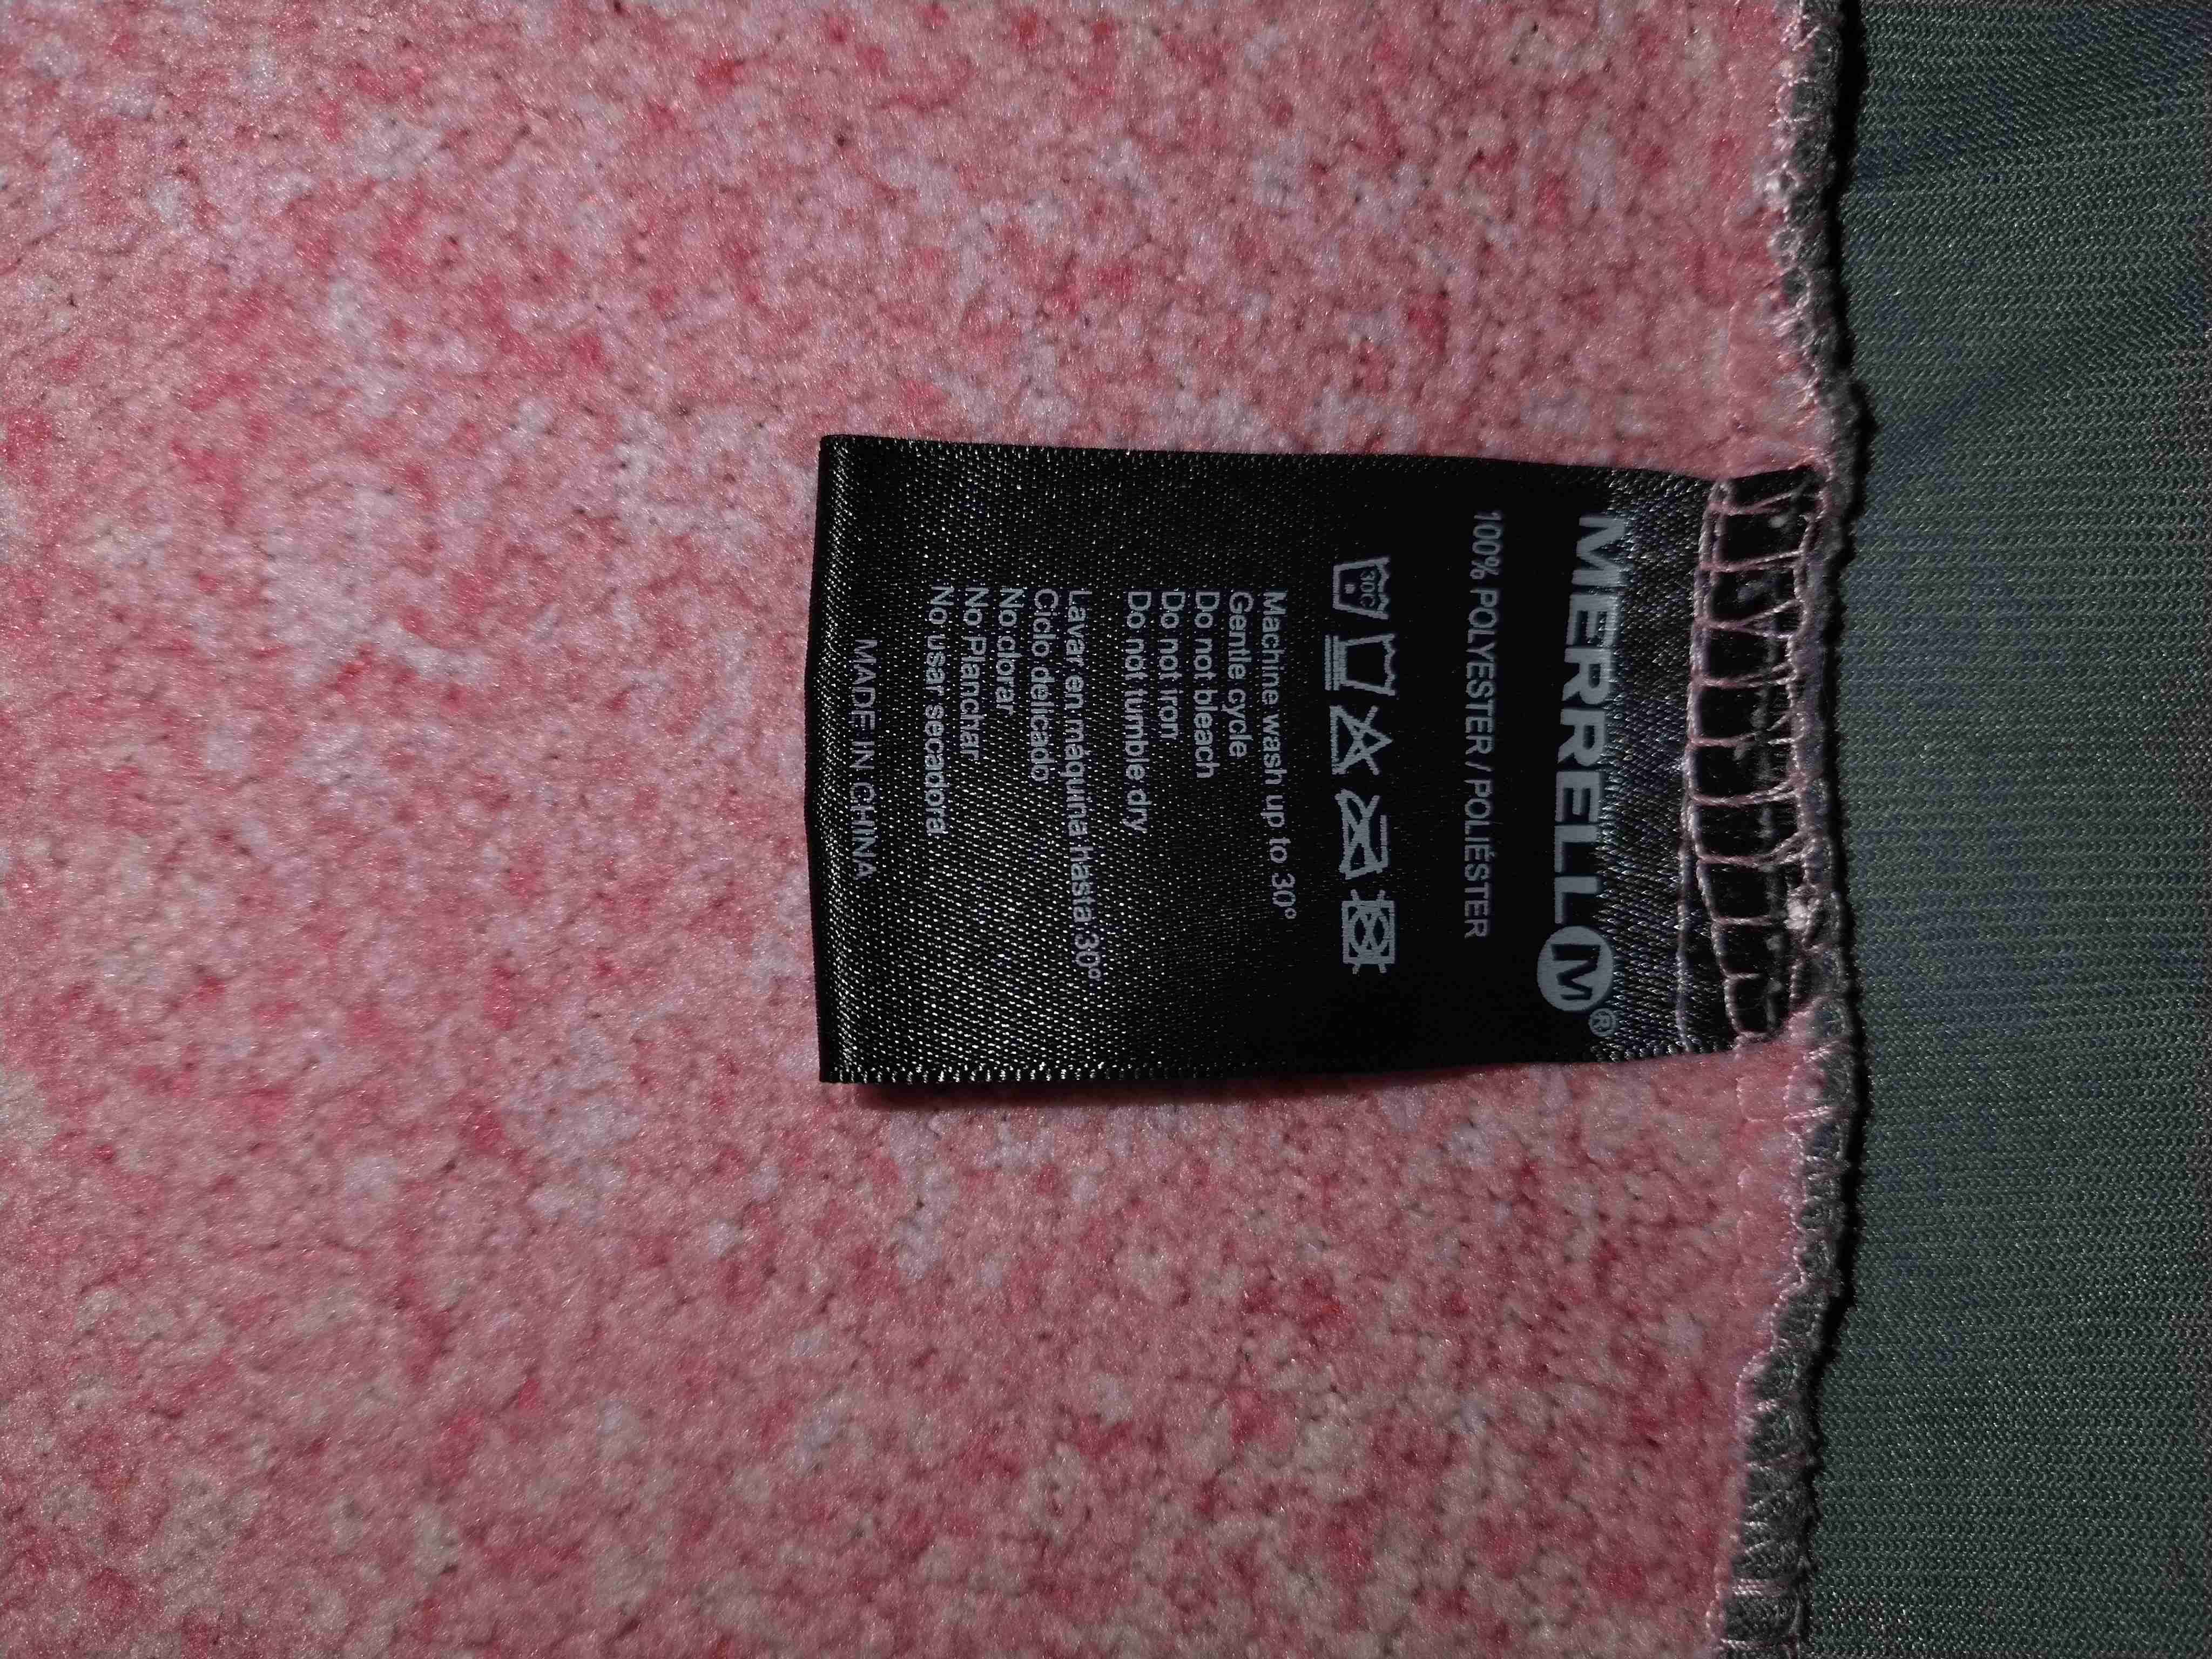 MERRELL M®
100% POLYESTER / POLIÉSTER
30C
Machine wash up to 30°
Gentle cycle
Do not bleach
Do not iron
Do not tumble dry
Lavar en máquina hasta 30°
Ciclo delicado
No clorar
No Planchar
No usar secadora
MADE IN CHINA